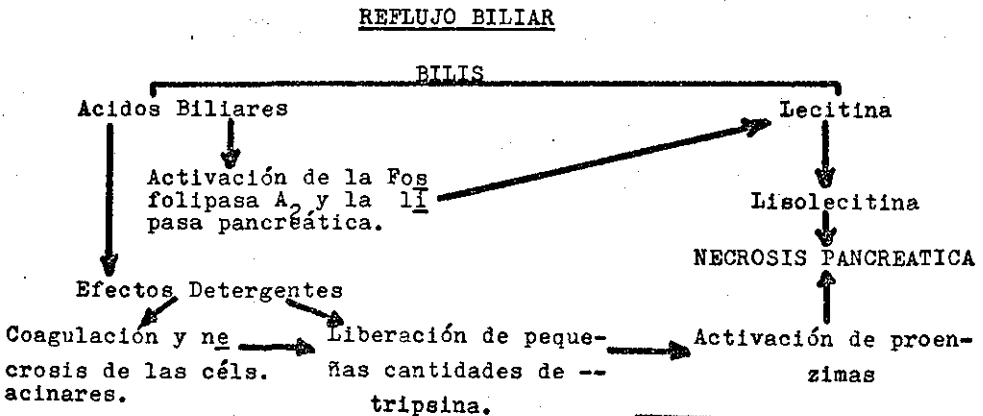 REFLUJO BILIAR
BILIS
Acidos Biliares
Lecitina
Activación de la Fos
folipasa A2 y la lí
pasa pancreática.
Lisolecitina
NECROSIS PANCREATICA
Efectos Detergentes
Coagulación y ne
crosis de las céls.
acinares.
Liberación de peque-
ñas cantidades de --
tripsina.
Activación de proen-
zimas